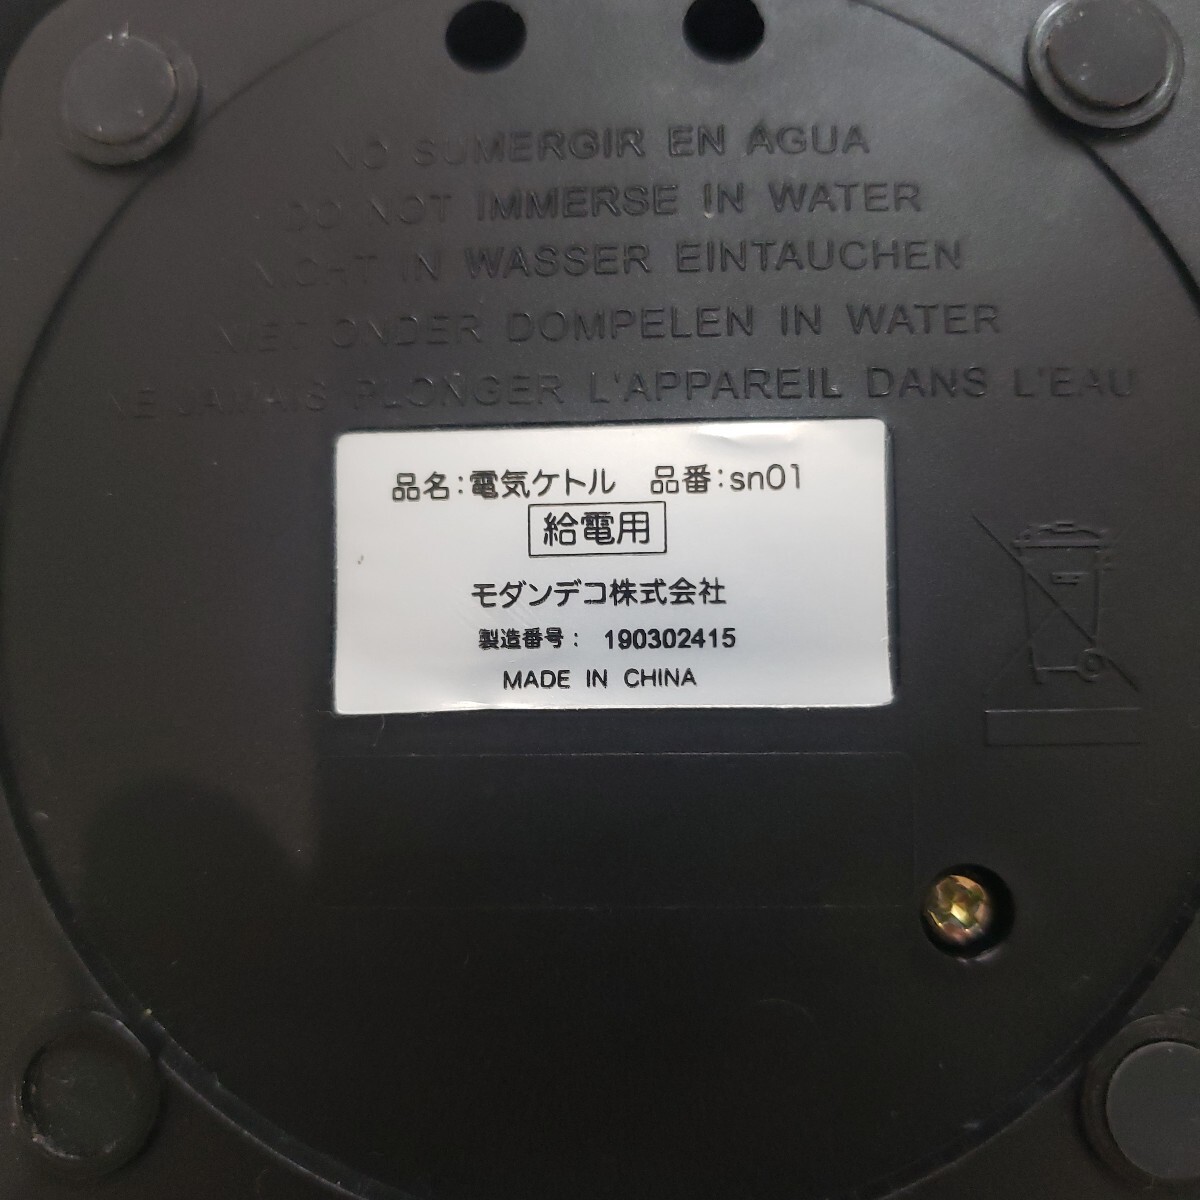 NO SUMERGIR EN AGUA
DO NOT IMMERSE IN WATER
NICHT IN WASSER EINTAUCHEN
NIET ONDER DOMPELEN IN WATER
NE JAMAIS PLONGER L'APPAREIL DANS L'EAU
品名:電気ケトル 品番:sn01
給電用
モダンデコ株式会社
製造番号: 190302415
MADE IN CHINA